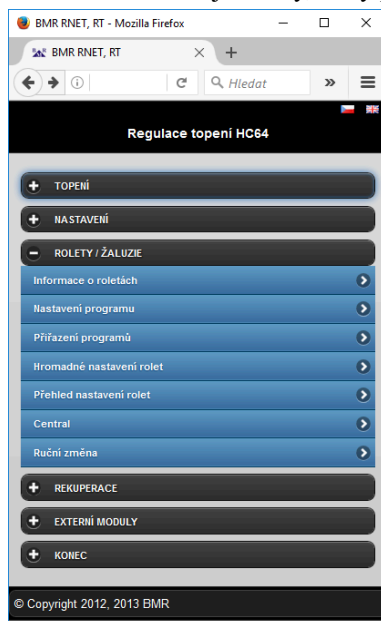 BMR RNET, RT - Mozilla Firefox
BMR RNET, RT
Hledat
Regulace topení HC64
TOPENÍ
NASTAVENÍ
ROLETY / ŽALUZIE
Informace o roletách
Nastavení programu
Přiřazení programů
Hromadné nastavení rolet
Přehled nastavení rolet
Central
Ruční změna
REKUPERACE
EXTERNÍ MODULY
KONEC
© Copyright 2012, 2013 BMR